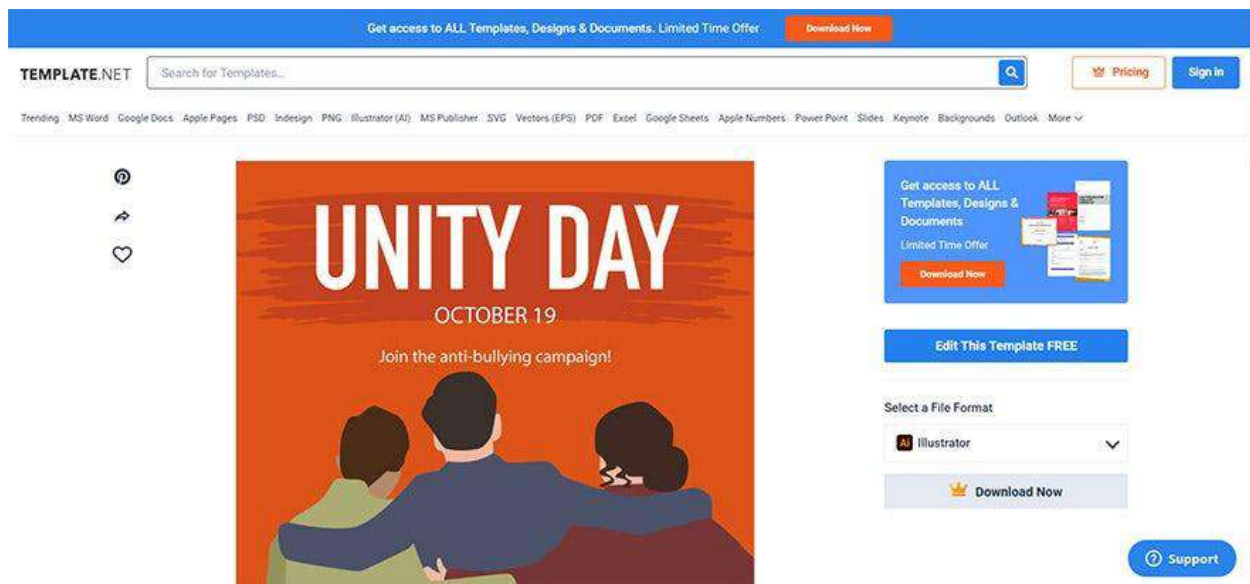 Get access to ALL Templates, Designs & Documents. Limited Time Offer
Download Now
TEMPLATE.NET
Search for Templates...
Pricing
Sign in
Trending MS Word Google Docs Apple Pages PSD Indesign PNG Illustrator (AI) MS Publisher SVG Vectors (EPS) PDF Excel Google Sheets Apple Numbers Power Point Slides Keynote Backgrounds Outlook More
UNITY DAY
OCTOBER 19
Join the anti-bullying campaign!
Get access to ALL
Templates, Designs &
Documents
Limited Time Offer
Download Now
Edit This Template FREE
Select a File Format
Ai Illustrator
Download Now
Support